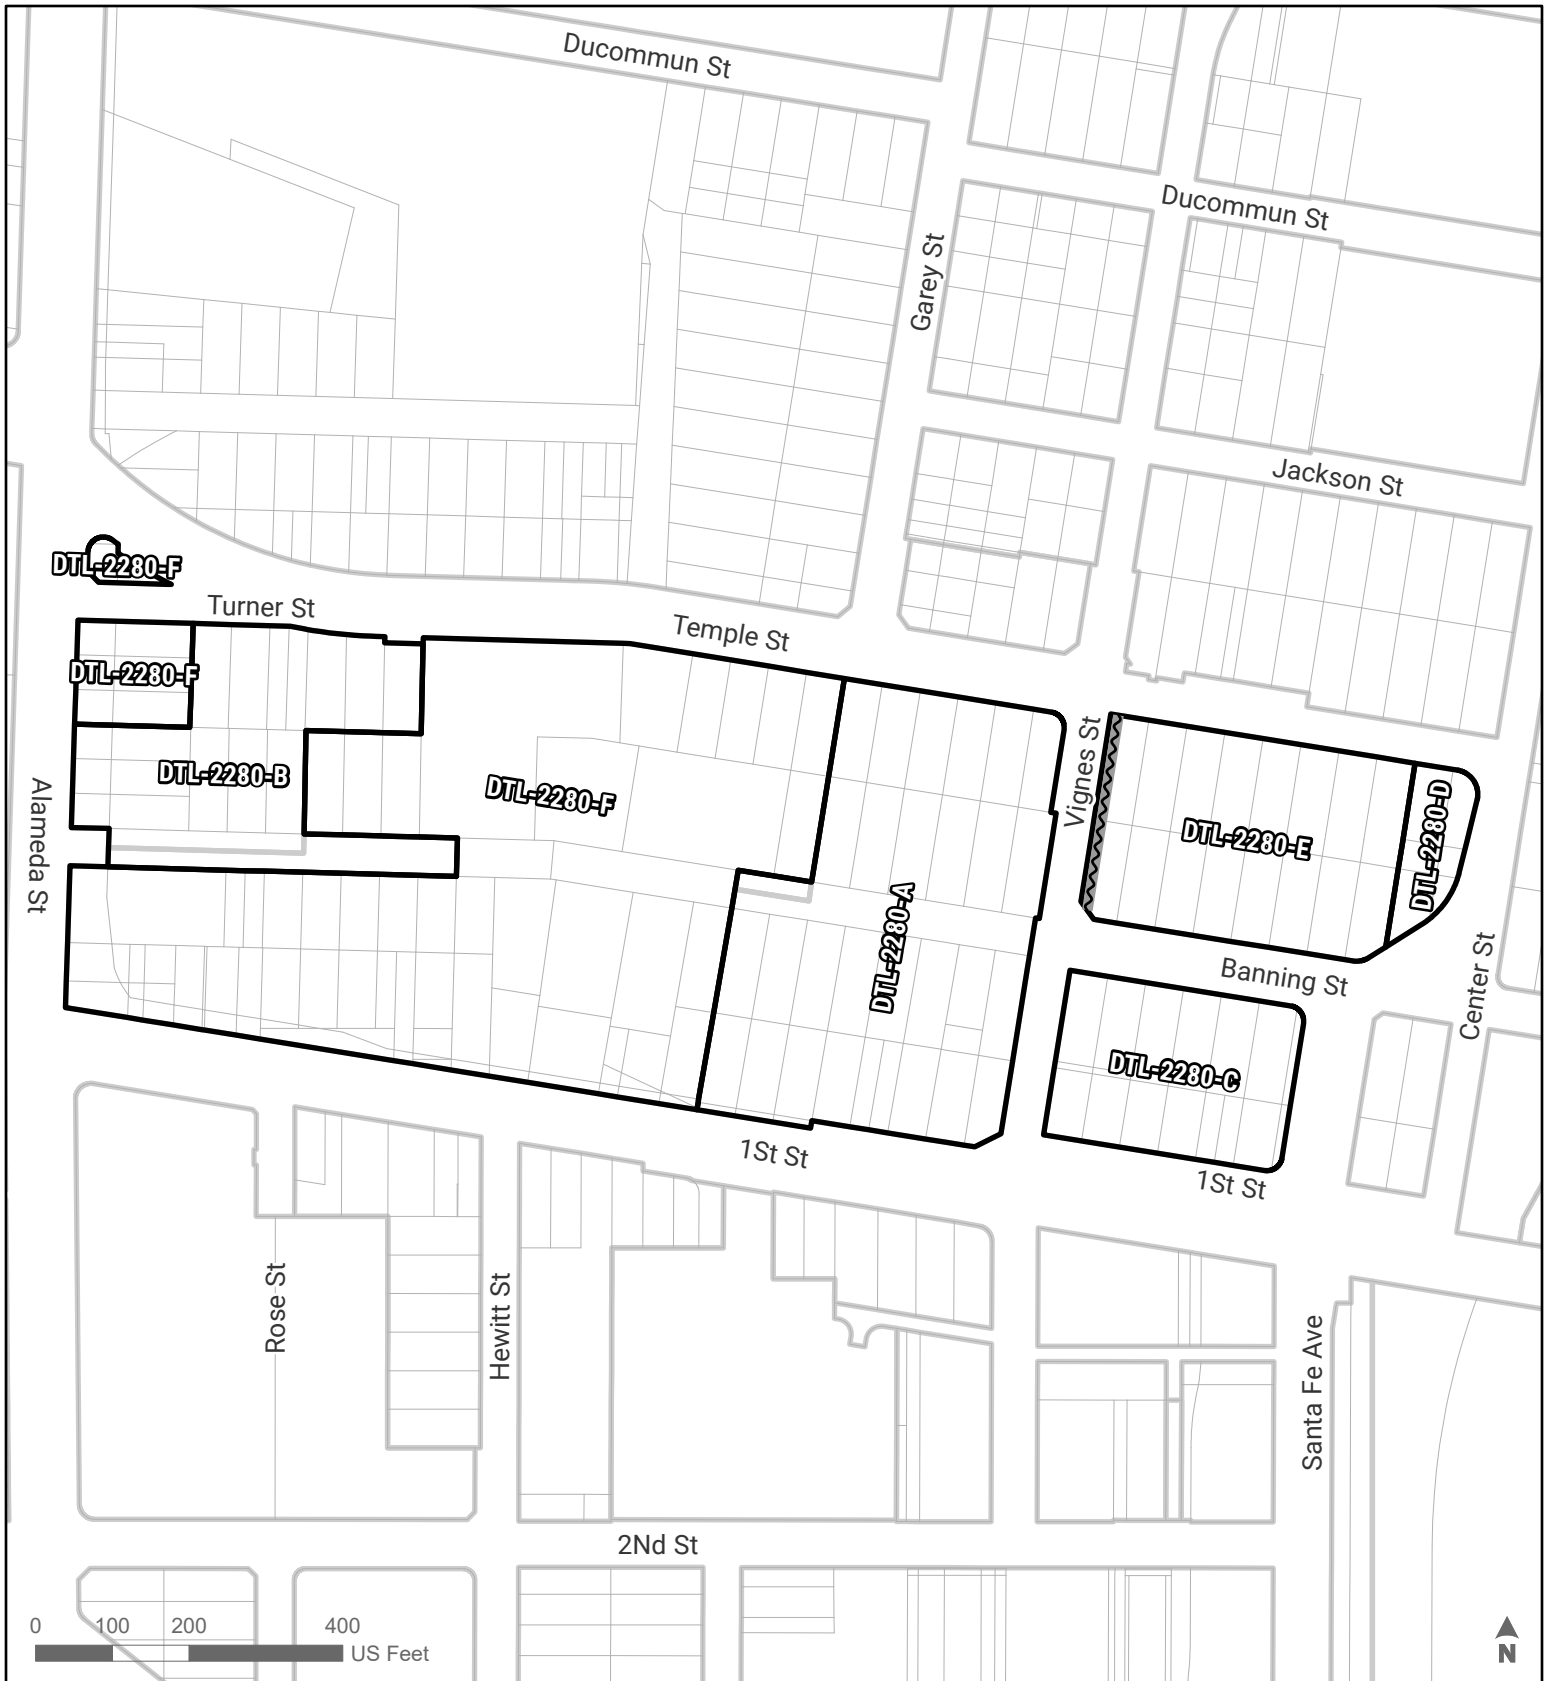 Ducommun St
Ducommun St
Garey St
Jackson St
DTL-2280-F
Turner St
Temple St
DTL-2280-F
DTL-2280-B
DTL-2280-F
Vignes St
DTL-2280-E
DTL-2280-D
Alameda St
DTL-2280-A
Banning St
Center St
DTL-2280-C
1St St
1St St
Rose St
Hewitt St
Santa Fe Ave
2Nd St
0 100 200 400
US Feet
N